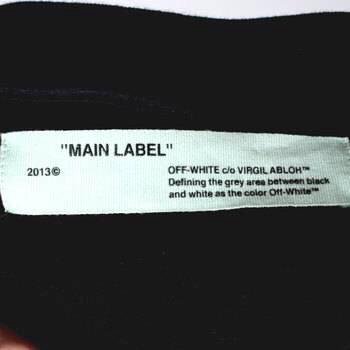 "MAIN LABEL"
2013©
OFF-WHITE c/o VIRGIL ABLOH™
Defining the grey area between black
and white as the color Off-White™